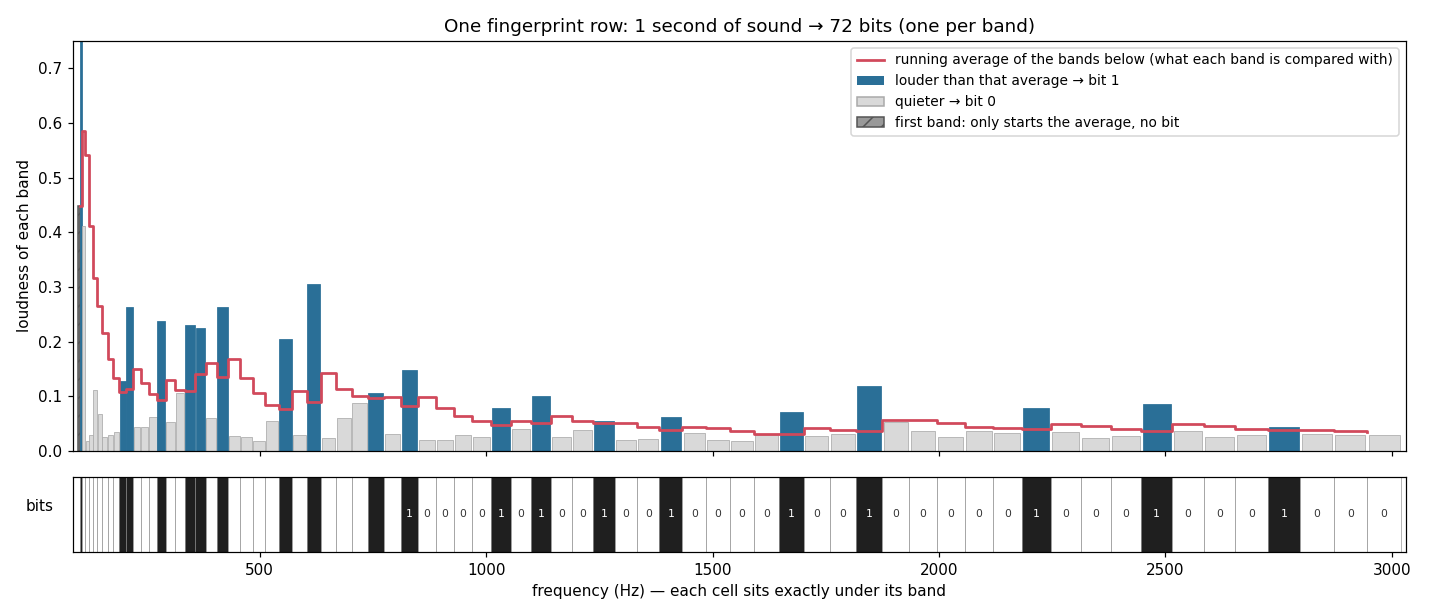 One fingerprint row: 1 second of sound → 72 bits (one per band)
running average of the bands below (what each band is compared with)
louder than that average → bit 1
quieter → bit 0
first band: only starts the average, no bit
loudness of each band
0.7
0.6
0.5
0.4
0.3
0.2
0.1
0.0
bits
1 0 0 0 0 1 0 1 0 0 1 0 0 1 0 0 0 0 1 0 0 1 0 0 0 0 0 1 0 0 0 1 0 0 0 1 0 0 0
500 1000 1500 2000 2500 3000
frequency (Hz) — each cell sits exactly under its band